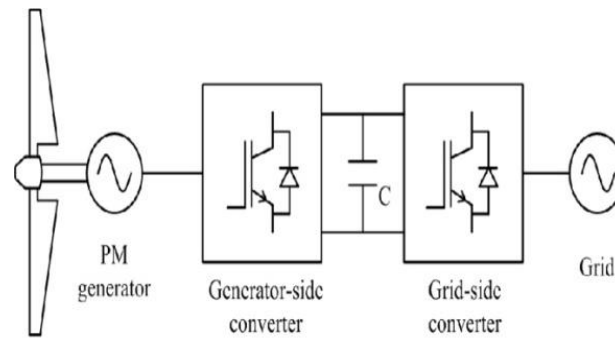 C
PM
generator
Generator-side
converter
Grid-side
converter
Grid